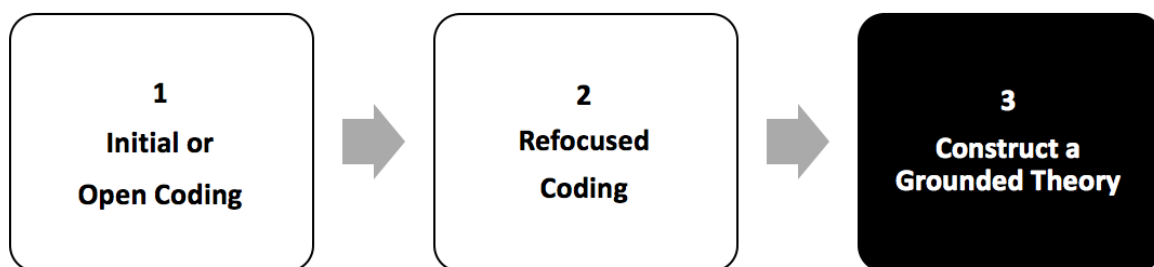 1
Initial or
Open Coding
2
Refocused
Coding
3
Construct a
Grounded Theory